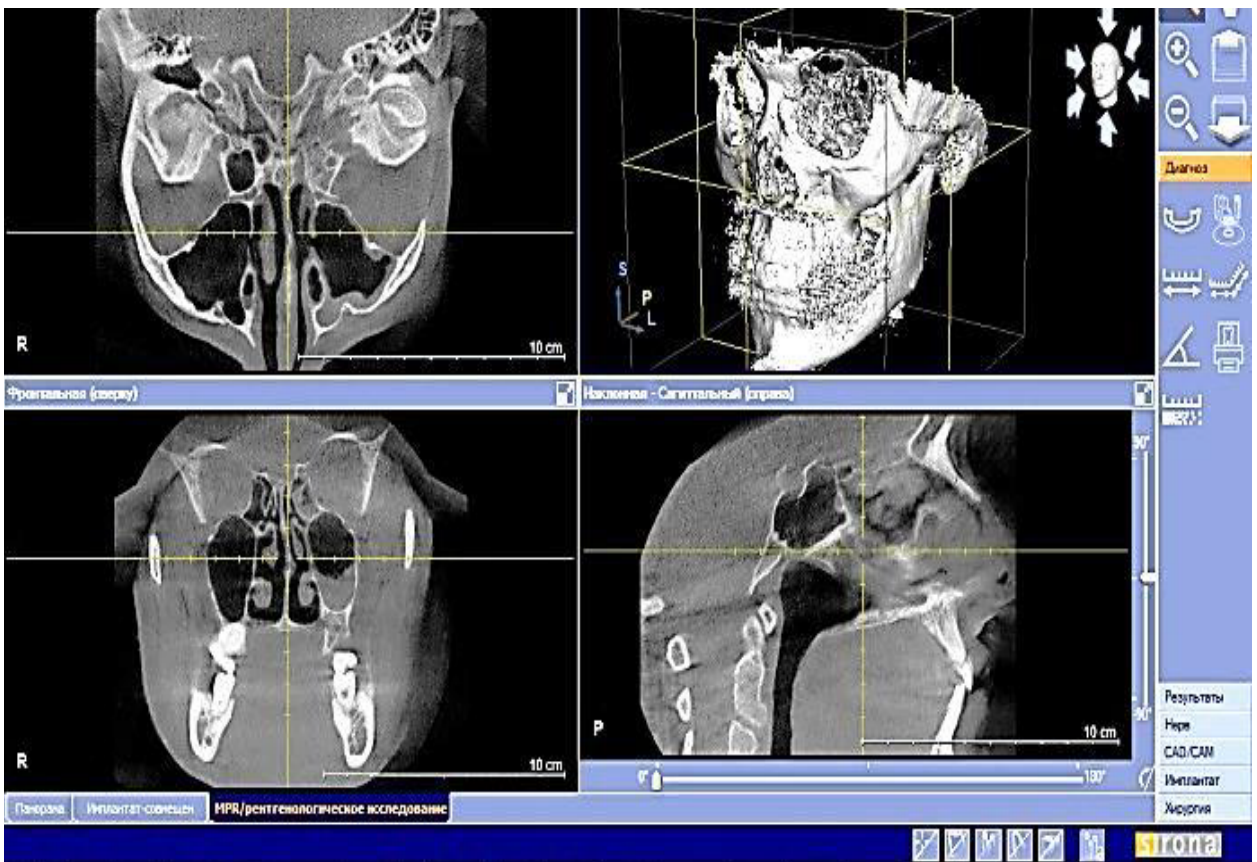 Диагноз
S
P
L
R
10 cm
Фронтальная (сверху)
Наклонная - Сагиттальный (справа)
90°
R
10 cm
P
10 cm
-90°
0°
180°
Результаты
Нерв
CAD/CAM
Имплантат
Хирургия
Панорама
Имплантат-совмещен
MPR/рентгенологическое исследование
sirona